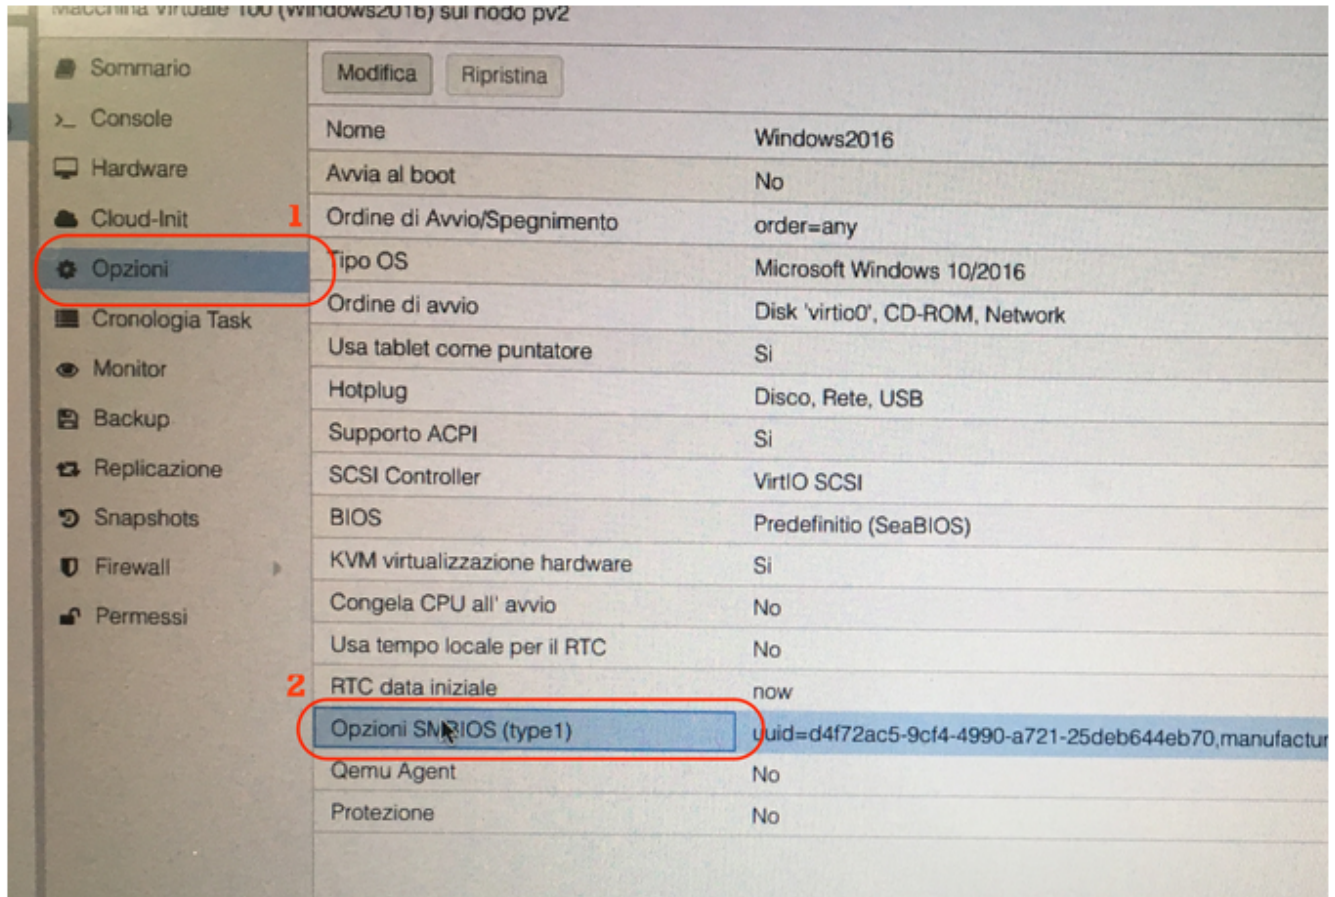 Macchina Virtuale 100 (Windows2016) sul nodo pv2
Sommario
Console
Hardware
Cloud-Init
1
Opzioni
Cronologia Task
Monitor
Backup
Replicazione
Snapshots
Firewall
Permessi
Modifica Ripristina
Nome Windows2016
Avvia al boot No
Ordine di Avvio/Spegnimento order=any
Tipo OS Microsoft Windows 10/2016
Ordine di avvio Disk 'virtio0', CD-ROM, Network
Usa tablet come puntatore Si
Hotplug Disco, Rete, USB
Supporto ACPI Si
SCSI Controller VirtIO SCSI
BIOS Predefinitio (SeaBIOS)
KVM virtualizzazione hardware Si
Congela CPU all' avvio No
Usa tempo locale per il RTC No
2
RTC data iniziale now
Opzioni SMBIOS (type1) uuid=d4f72ac5-9cf4-4990-a721-25deb644eb70,manufactur
Qemu Agent No
Protezione No